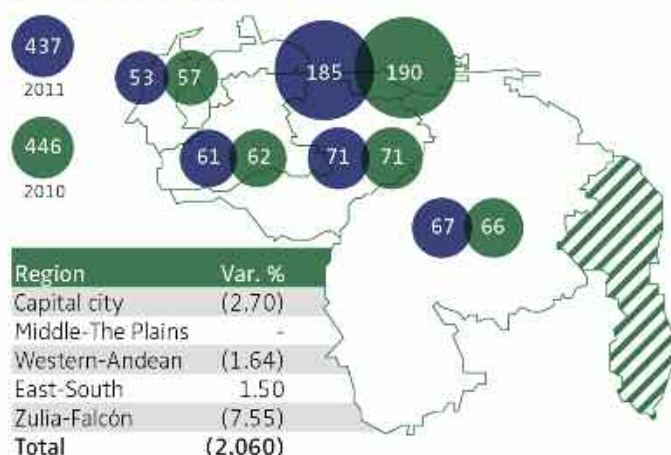 437
2011
446
2010
53 57
185 190
61 62
71 71
67 66
Region Var. %
Capital city (2.70)
Middle-The Plains -
Western-Andean (1.64)
East-South 1.50
Zulia-Falcón (7.55)
Total (2.060)